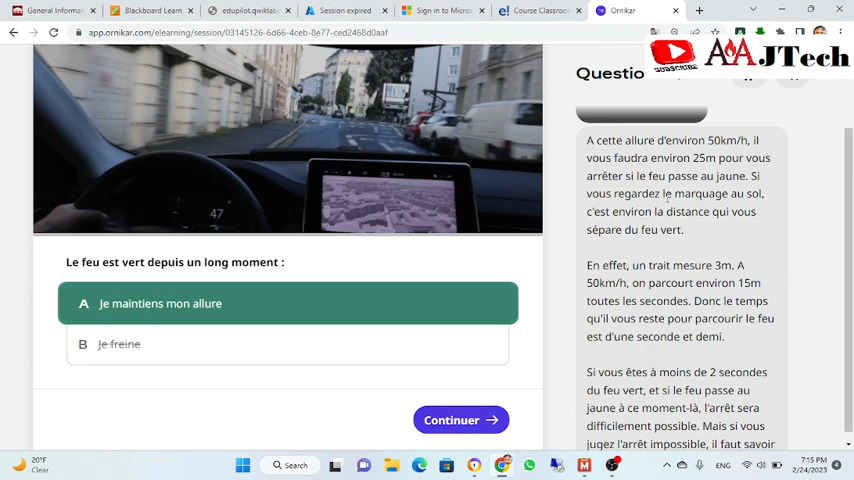 General Informat
Blackboard Learn
edupilot.qwiklabs
Session expired
Sign in to Micros
Course Classroom
Ornikar
app.ornikar.com/elearning/session/03145126-6d66-4ceb-8e77-ced2468d0aaf
SUBSCRIBE
AAJTech
Questio
47
Le feu est vert depuis un long moment :
A Je maintiens mon allure
B Je freine
Continuer →
A cette allure d'environ 50km/h, il
vous faudra environ 25m pour vous
arrêter si le feu passe au jaune. Si
vous regardez le marquage au sol,
c'est environ la distance qui vous
sépare du feu vert.
En effet, un trait mesure 3m. A
50km/h, on parcourt environ 15m
toutes les secondes. Donc le temps
qu'il vous reste pour parcourir le feu
est d'une seconde et demi.
Si vous êtes à moins de 2 secondes
du feu vert, et si le feu passe au
jaune à ce moment-là, l'arrêt sera
difficilement possible. Mais si vous
jugez l'arrêt impossible, il faut savoir
20°F
Clear
Search
ENG
7:15 PM
2/24/2023
4